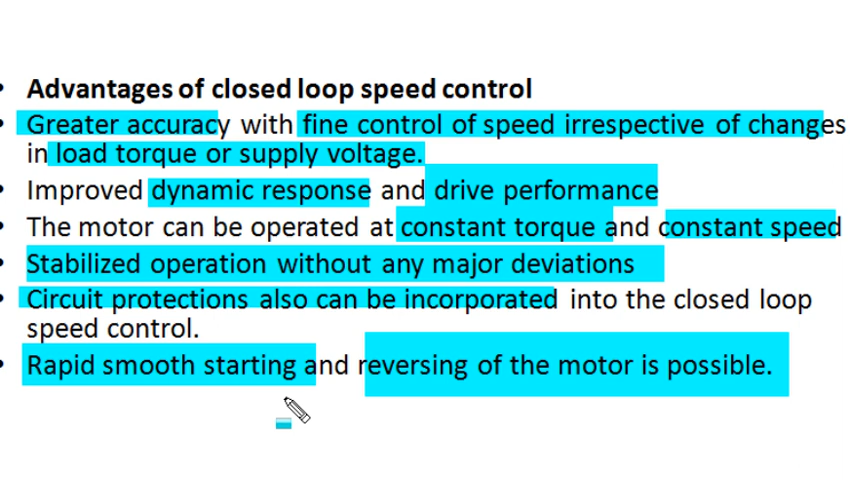 • Advantages of closed loop speed control
• Greater accuracy with fine control of speed irrespective of changes
in load torque or supply voltage.
• Improved dynamic response and drive performance
• The motor can be operated at constant torque and constant speed
• Stabilized operation without any major deviations
• Circuit protections also can be incorporated into the closed loop
speed control.
• Rapid smooth starting and reversing of the motor is possible.